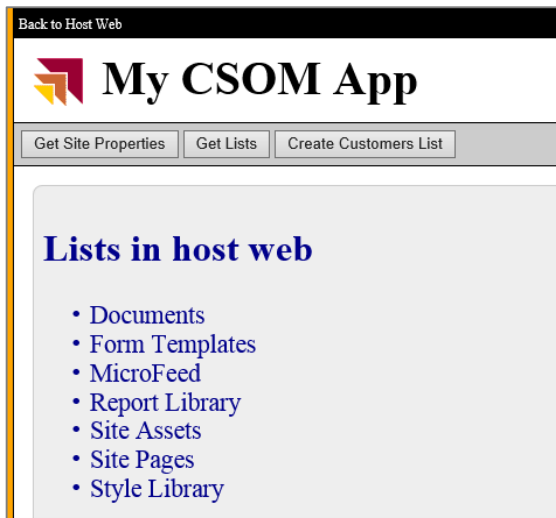 Back to Host Web
My CSOM App
Get Site Properties Get Lists Create Customers List
Lists in host web
• Documents
• Form Templates
• MicroFeed
• Report Library
• Site Assets
• Site Pages
• Style Library